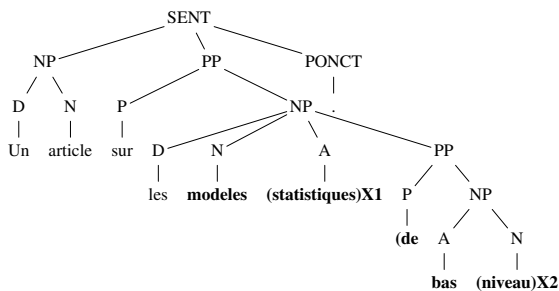 SENT
NP PP PONCT
D N P NP .
Un article sur D N A PP
les modeles (statistiques)X1 P NP
(de A N
bas (niveau)X2